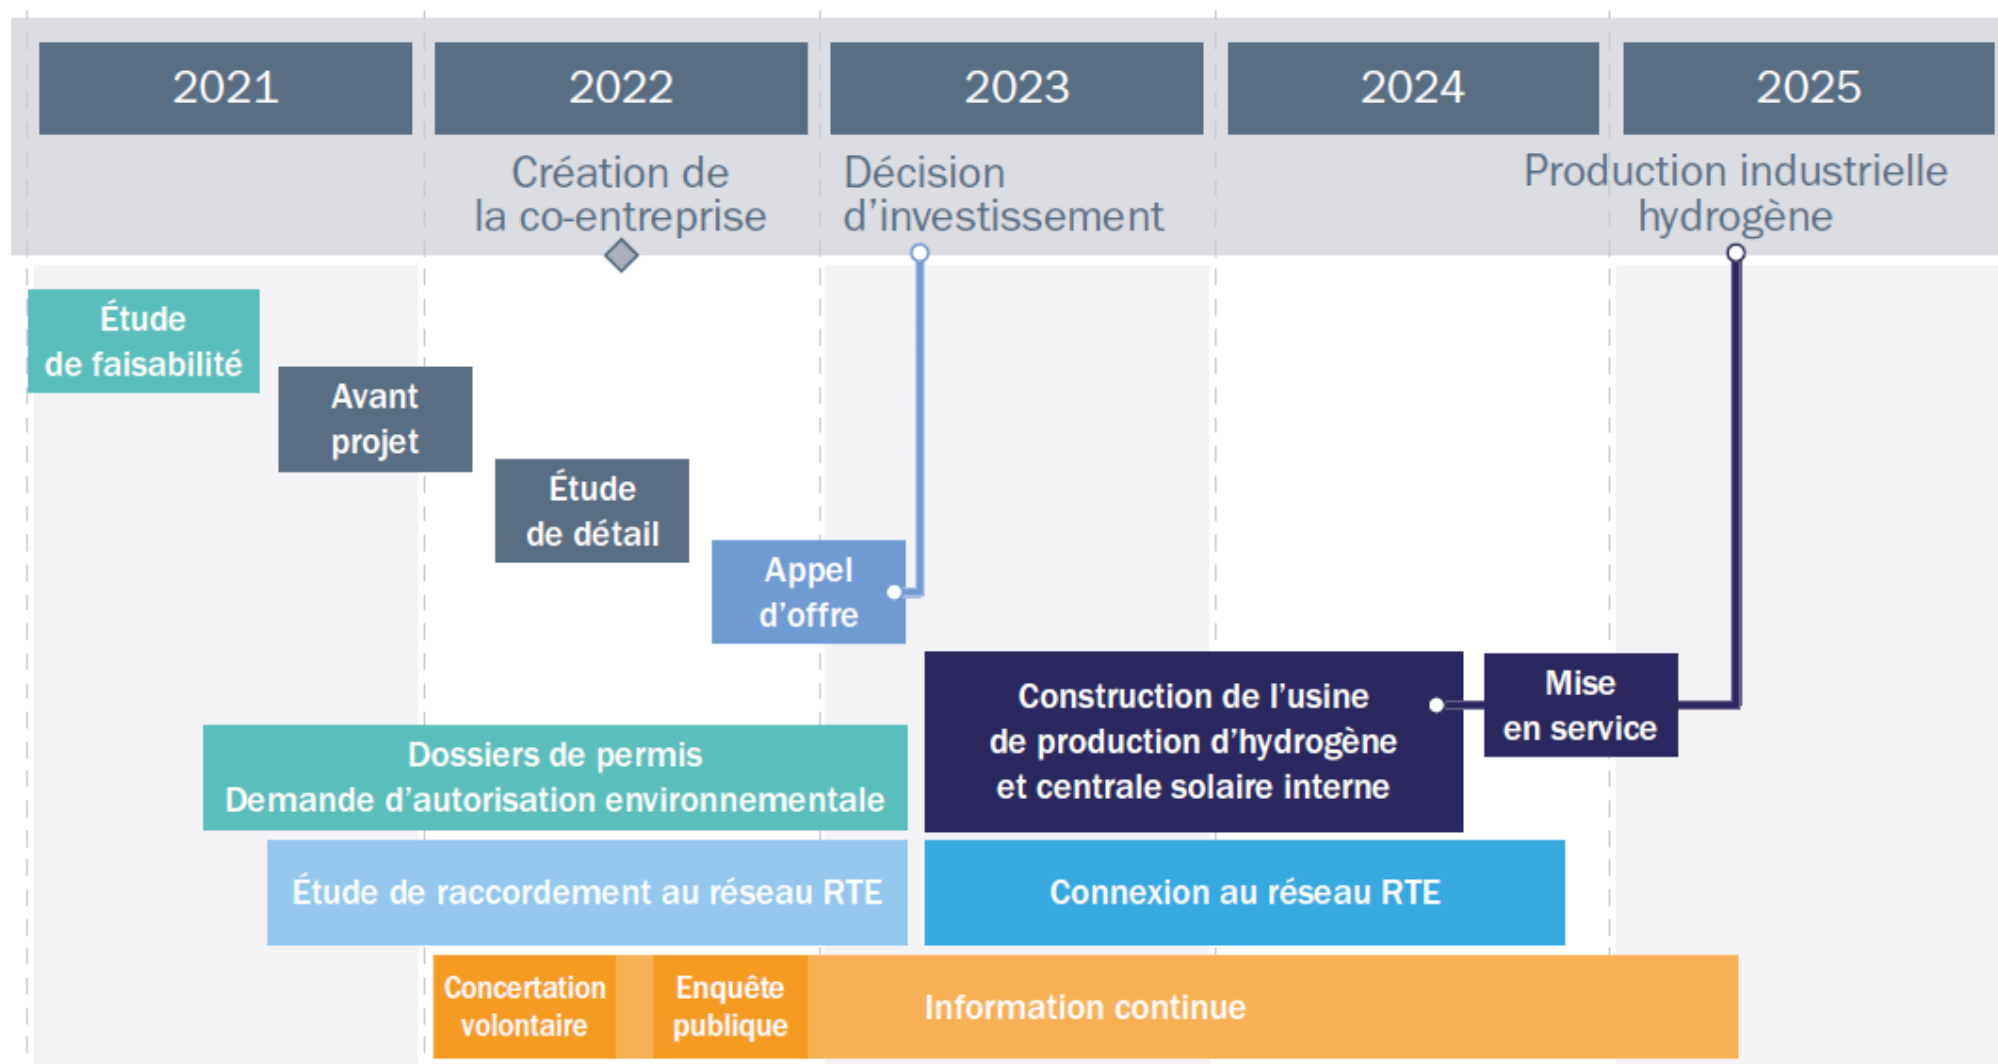 2021
2022
2023
2024
2025
Création de
la co-entreprise
Décision
d’investissement
Production industrielle
hydrogène
Étude
de faisabilité
Avant
projet
Étude
de détail
Appel
d’offre
Construction de l’usine
de production d’hydrogène
et centrale solaire interne
Mise
en service
Dossiers de permis
Demande d’autorisation environnementale
Étude de raccordement au réseau RTE
Connexion au réseau RTE
Concertation
volontaire
Enquête
publique
Information continue